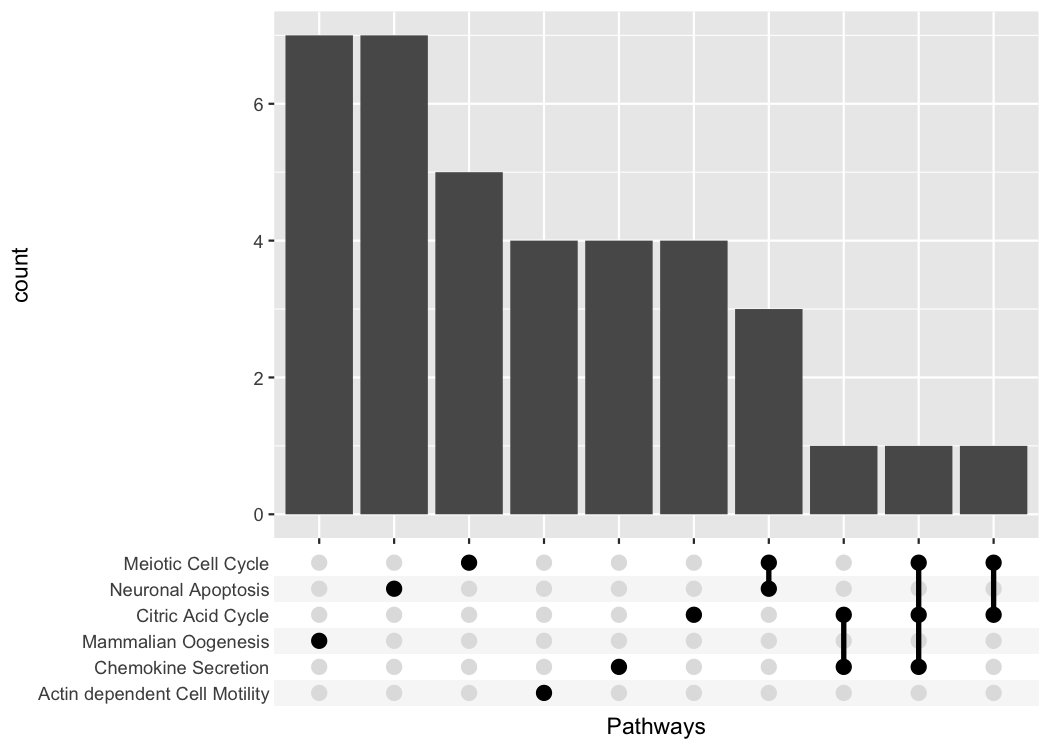 count
6
4
2
0
Meiotic Cell Cycle
Neuronal Apoptosis
Citric Acid Cycle
Mammalian Oogenesis
Chemokine Secretion
Actin dependent Cell Motility
Pathways